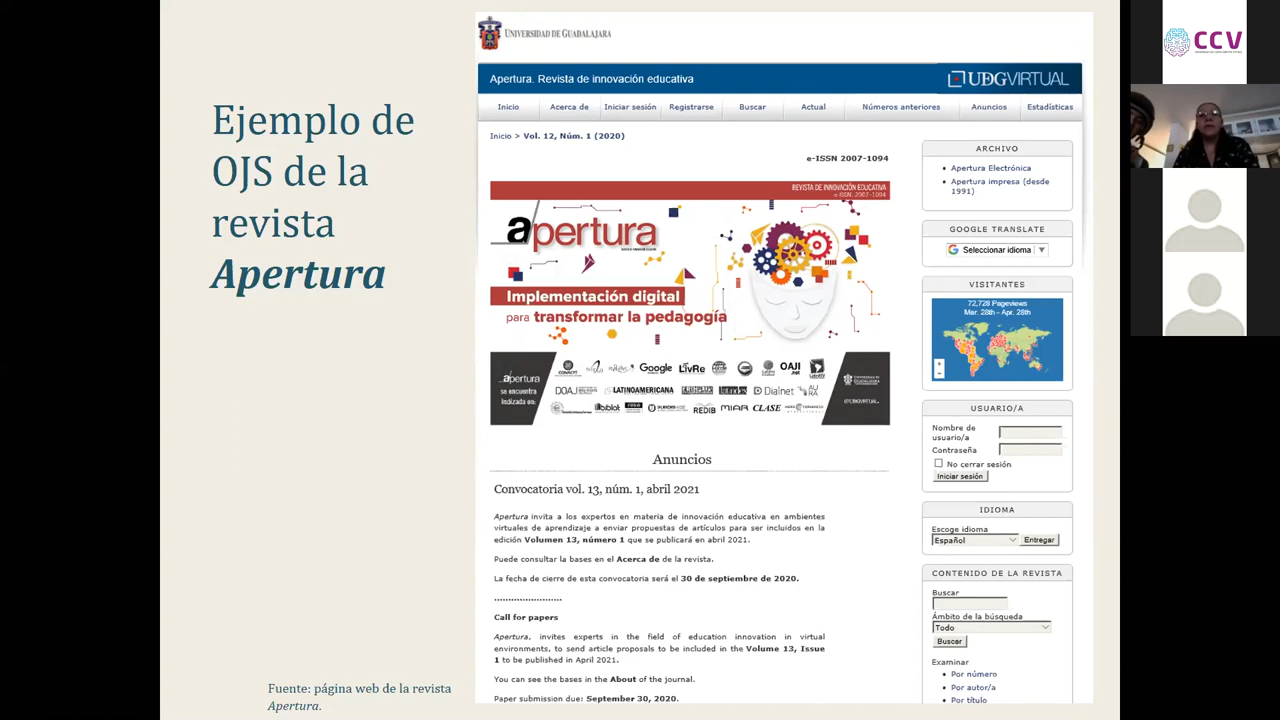 Ejemplo de
OJS de la
revista
Apertura
Fuente: página web de la revista
Apertura.
UNIVERSIDAD DE GUADALAJARA
Apertura. Revista de innovación educativa
UDGVIRTUAL
Inicio
Acerca de
Iniciar sesión
Registrarse
Buscar
Actual
Números anteriores
Anuncios
Estadísticas
Inicio > Vol. 12, Núm. 1 (2020)
e-ISSN 2007-1094
REVISTA DE INNOVACIÓN EDUCATIVA
e-ISSN. 2007-1094
apertura
Implementación digital
para transformar la pedagogía
apertura
se encuentra
indizada en:
CONACYT
Google
LivRe
OAJI
.net
DOAJ
LATINOAMERICANA
Dialnet
biblat
REDIB
MIAR
CLASE
UDGVIRTUAL
Anuncios
Convocatoria vol. 13, núm. 1, abril 2021
Apertura invita a los expertos en materia de innovación educativa en ambientes
virtuales de aprendizaje a enviar propuestas de artículos para ser incluidos en la
edición Volumen 13, número 1 que se publicará en abril 2021.
Puede consultar la bases en el Acerca de de la revista.
La fecha de cierre de esta convocatoria será el 30 de septiembre de 2020.
........................
Call for papers
Apertura, invites experts in the field of education innovation in virtual
environments, to send article proposals to be included in the Volume 13, Issue
1 to be published in April 2021.
You can see the bases in the About of the journal.
Paper submission due: September 30, 2020.
ARCHIVO
Apertura Electrónica
Apertura impresa (desde
1991)
GOOGLE TRANSLATE
Seleccionar idioma
VISITANTES
72,728 Pageviews
Mar. 28th - Apr. 28th
USUARIO/A
Nombre de
usuario/a
Contraseña
No cerrar sesión
Iniciar sesión
IDIOMA
Escoge idioma
Español
Entregar
CONTENIDO DE LA REVISTA
Buscar
Ámbito de la búsqueda
Todo
Buscar
Examinar
Por número
Por autor/a
Por título
CCV